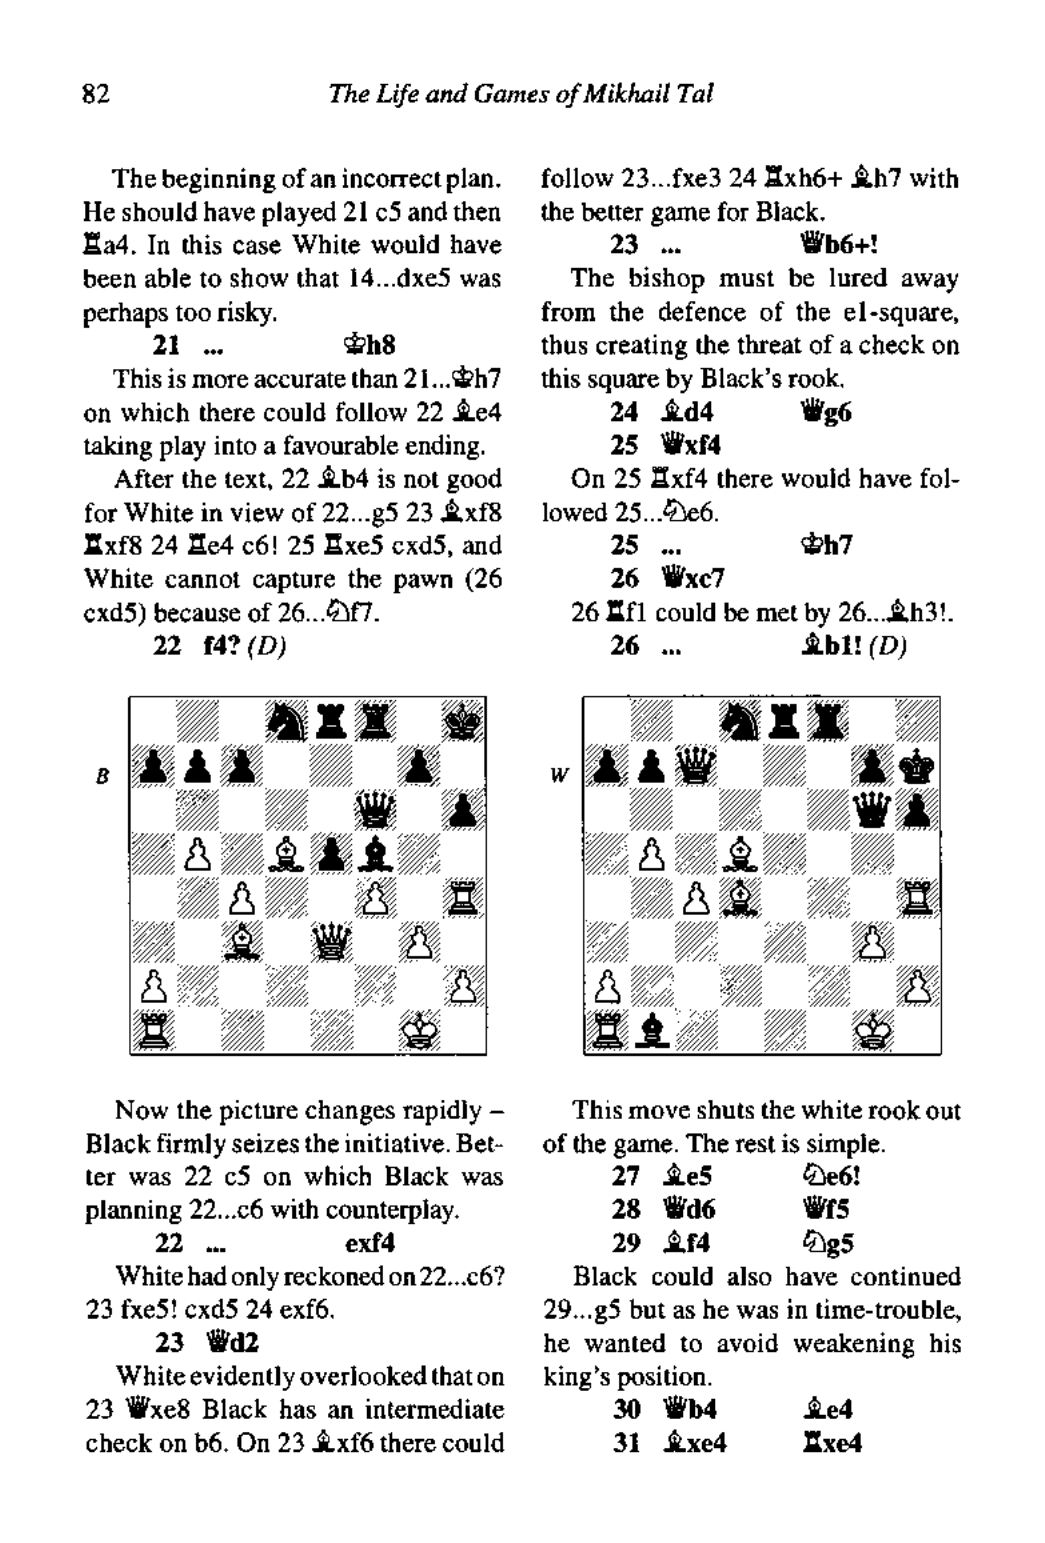 82
The Life and Games of Mikhail Tal
The beginning of an incorrect plan.
He should have played 21 c5 and then
♖a4. In this case White would have
been able to show that 14...dxe5 was
perhaps too risky.
21 ... ♔h8
This is more accurate than 21...♔h7
on which there could follow 22 ♗e4
taking play into a favourable ending.
After the text, 22 ♗b4 is not good
for White in view of 22...g5 23 ♗xf8
♖xf8 24 ♖e4 c6! 25 ♖xe5 cxd5, and
White cannot capture the pawn (26
cxd5) because of 26...♘f7.
22 f4? (D)
B
Now the picture changes rapidly –
Black firmly seizes the initiative. Bet-
ter was 22 c5 on which Black was
planning 22...c6 with counterplay.
22 ... exf4
White had only reckoned on 22...c6?
23 fxe5! cxd5 24 exf6.
23 ♕d2
White evidently overlooked that on
23 ♕xe8 Black has an intermediate
check on b6. On 23 ♗xf6 there could
follow 23...fxe3 24 ♖xh6+ ♗h7 with
the better game for Black.
23 ... ♕b6+!
The bishop must be lured away
from the defence of the e1-square,
thus creating the threat of a check on
this square by Black's rook.
24 ♗d4 ♕g6
25 ♕xf4
On 25 ♖xf4 there would have fol-
lowed 25...♘e6.
25 ... ♔h7
26 ♕xc7
26 ♖f1 could be met by 26...♗h3!.
26 ... ♗b1! (D)
W
This move shuts the white rook out
of the game. The rest is simple.
27 ♗e5 ♘e6!
28 ♕d6 ♕f5
29 ♗f4 ♘g5
Black could also have continued
29...g5 but as he was in time-trouble,
he wanted to avoid weakening his
king's position.
30 ♕b4 ♗e4
31 ♗xe4 ♖xe4